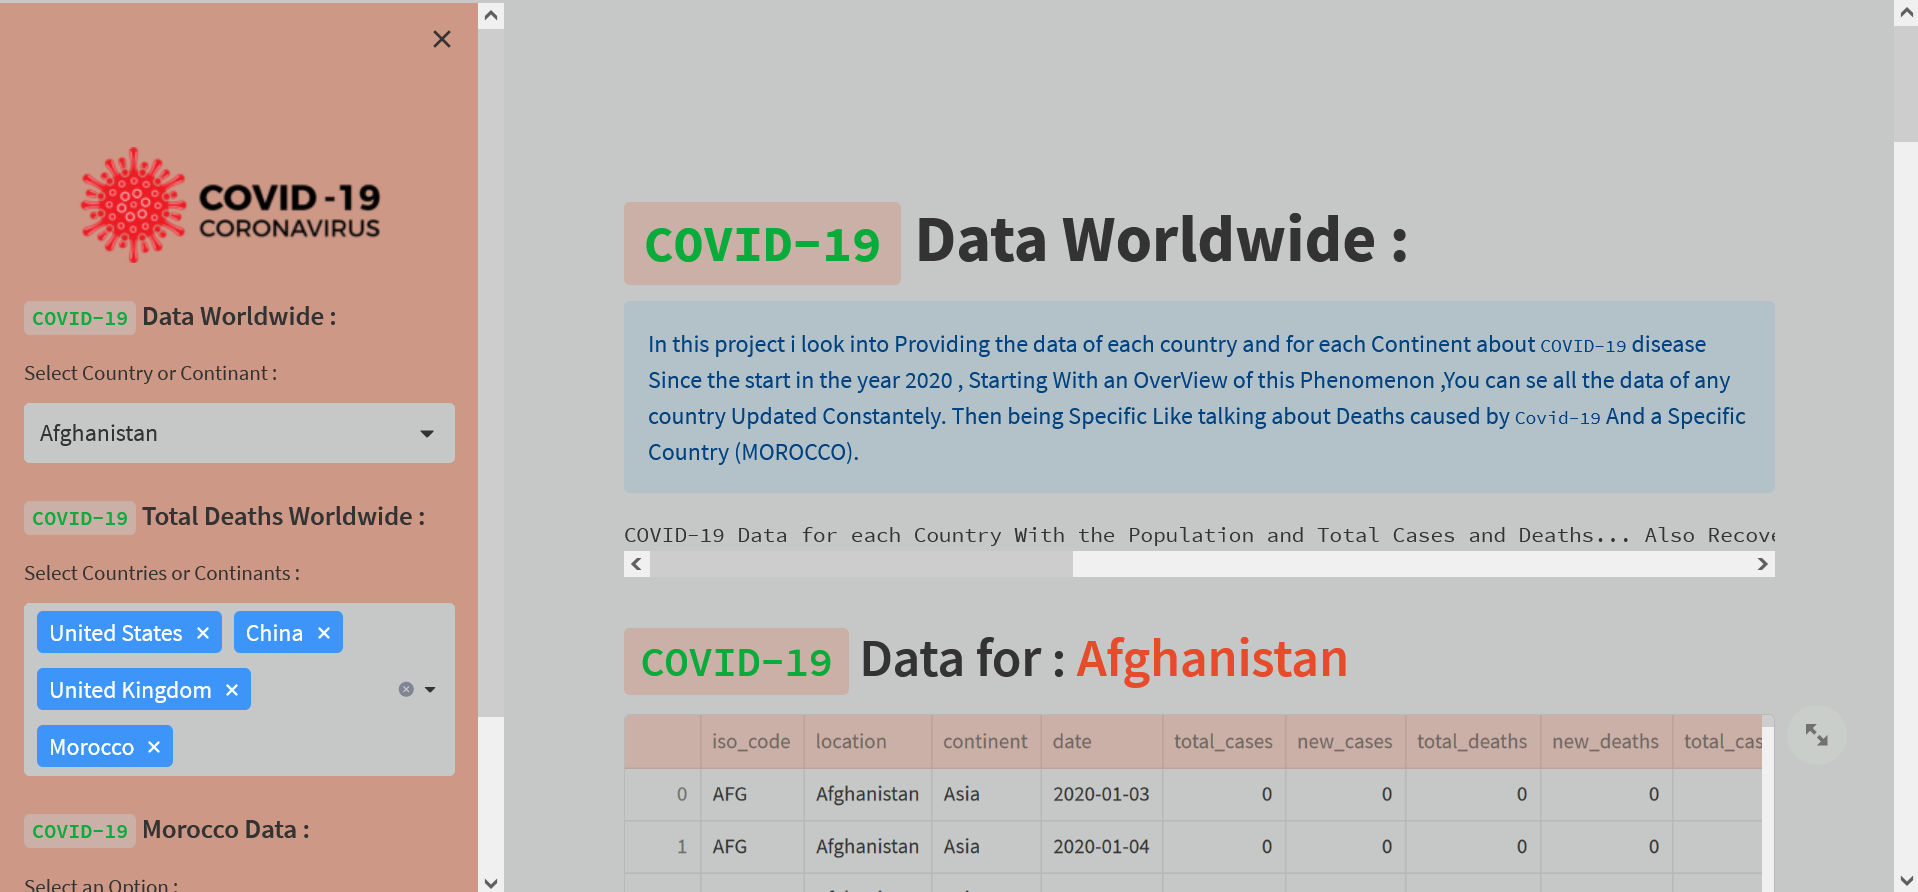 COVID -19
CORONAVIRUS
COVID-19 Data Worldwide :
Select Country or Continant :
Afghanistan
COVID-19 Total Deaths Worldwide :
Select Countries or Continants :
United States × China ×
United Kingdom ×
Morocco ×
COVID-19 Morocco Data :
Select an Option :
COVID-19 Data Worldwide :
In this project i look into Providing the data of each country and for each Continent about COVID-19 disease
Since the start in the year 2020 , Starting With an OverView of this Phenomenon ,You can se all the data of any
country Updated Constantely. Then being Specific Like talking about Deaths caused by Covid-19 And a Specific
Country (MOROCCO).
COVID-19 Data for each Country With the Population and Total Cases and Deaths... Also Recove
COVID-19 Data for : Afghanistan
iso_code location continent date total_cases new_cases total_deaths new_deaths total_cas
0 AFG Afghanistan Asia 2020-01-03 0 0 0 0
1 AFG Afghanistan Asia 2020-01-04 0 0 0 0